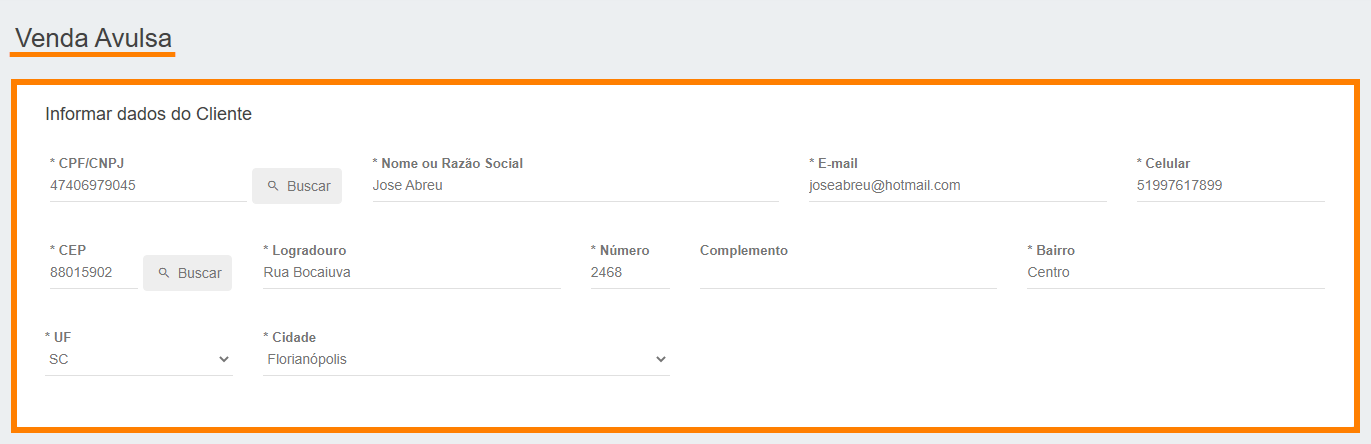 Venda Avulsa
Informar dados do Cliente
* CPF/CNPJ
47406979045
Buscar
* Nome ou Razão Social
Jose Abreu
* E-mail
joseabreu@hotmail.com
* Celular
51997617899
* CEP
88015902
Buscar
* Logradouro
Rua Bocaiuva
* Número
2468
Complemento
* Bairro
Centro
* UF
SC
* Cidade
Florianópolis